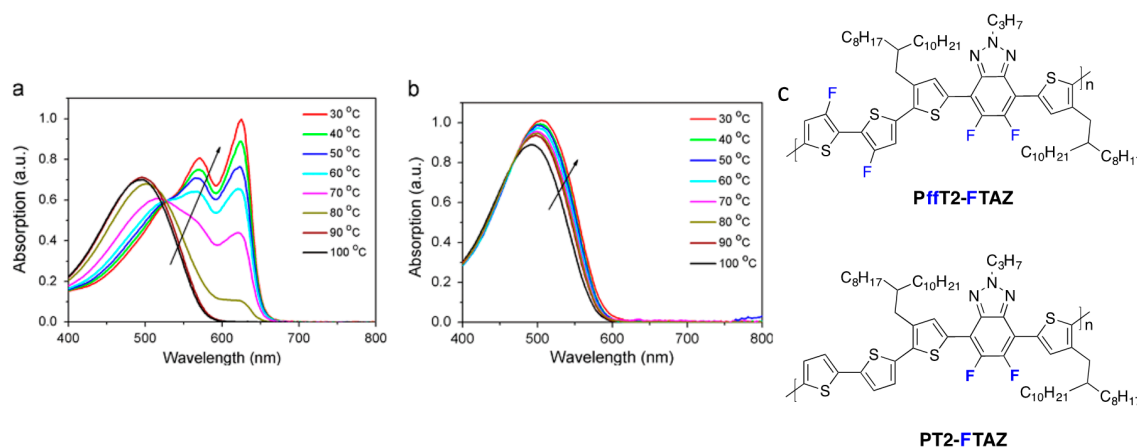 a
Absorption (a.u.)
1.0
0.8
0.6
0.4
0.2
0.0
400 500 600 700 800
Wavelength (nm)
30 °C
40 °C
50 °C
60 °C
70 °C
80 °C
90 °C
100 °C
b
Absorption (a.u.)
1.0
0.8
0.6
0.4
0.2
0.0
400 500 600 700 800
Wavelength (nm)
30 °C
40 °C
50 °C
60 °C
70 °C
80 °C
90 °C
100 °C
c
C₃H₇
C₈H₁₇ C₁₀H₂₁
N
N N
S
n
F
S
S
S
F F
F
C₁₀H₂₁ C₈H₁₇
PffT2-FTAZ
C₃H₇
C₈H₁₇ C₁₀H₂₁
N
N N
S
n
S
S
S
F F
C₁₀H₂₁ C₈H₁₇
PT2-FTAZ